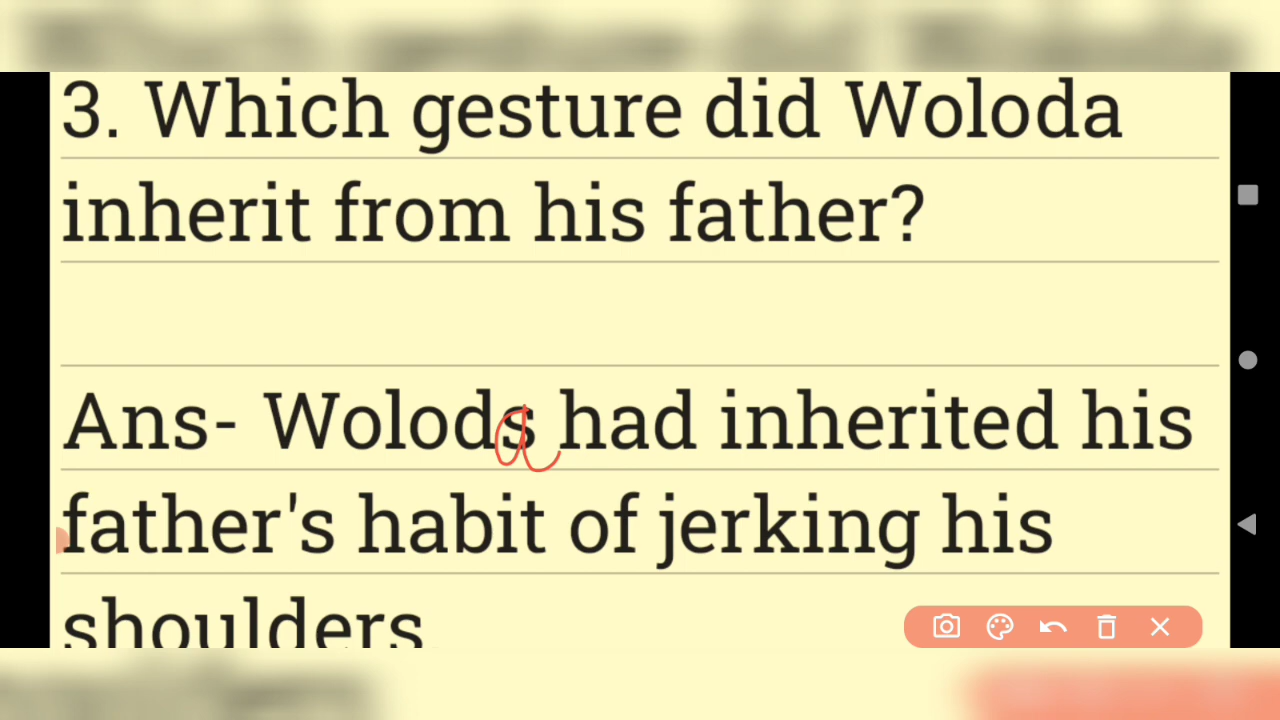 3. Which gesture did Woloda
inherit from his father?
Ans- Wolods had inherited his
father's habit of jerking his
shoulders.
a